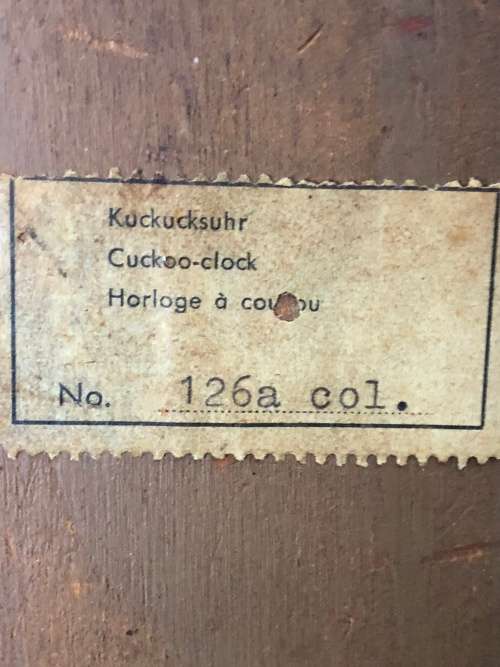 Kuckucksuhr
Cuckoo-clock
Horloge à coucou
No. 126a col.